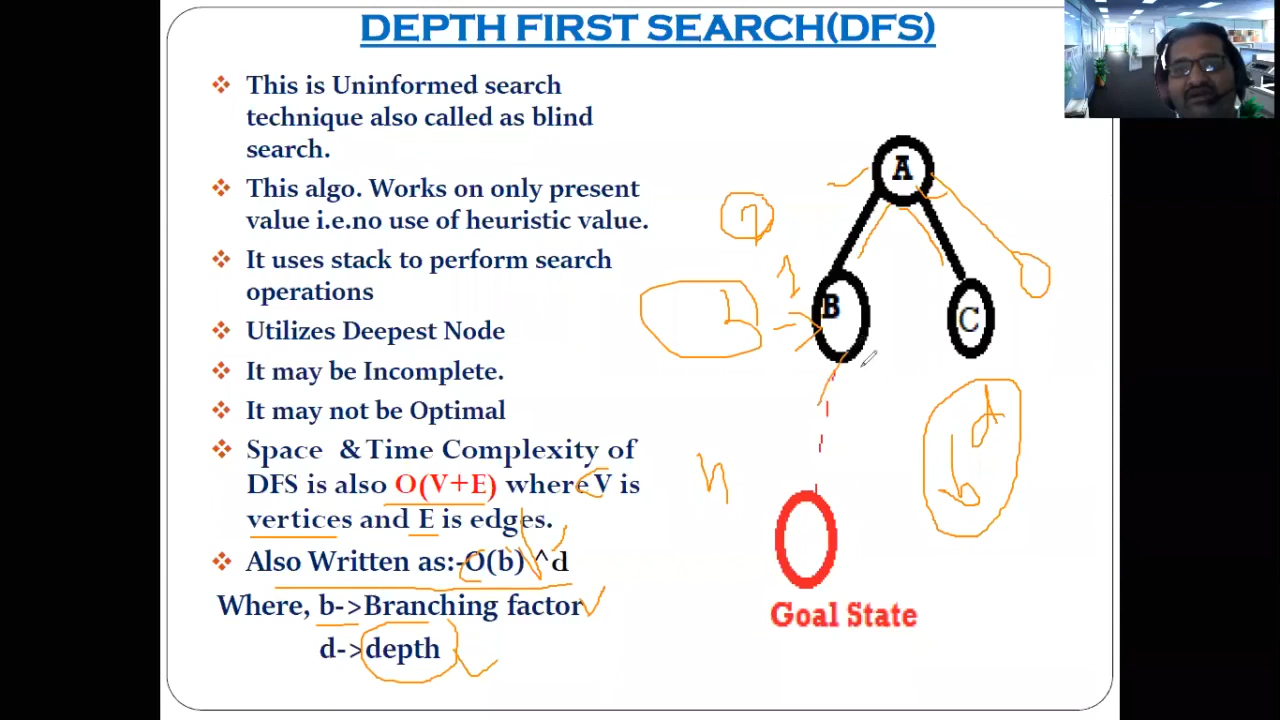 DEPTH FIRST SEARCH(DFS)
This is Uninformed search
technique also called as blind
search.
This algo. Works on only present
value i.e.no use of heuristic value.
It uses stack to perform search
operations
Utilizes Deepest Node
It may be Incomplete.
It may not be Optimal
Space & Time Complexity of
DFS is also O(V+E) where V is
vertices and E is edges.
Also Written as:-O(b) ^d
Where, b->Branching factor
d->depth
A
B
C
Goal State